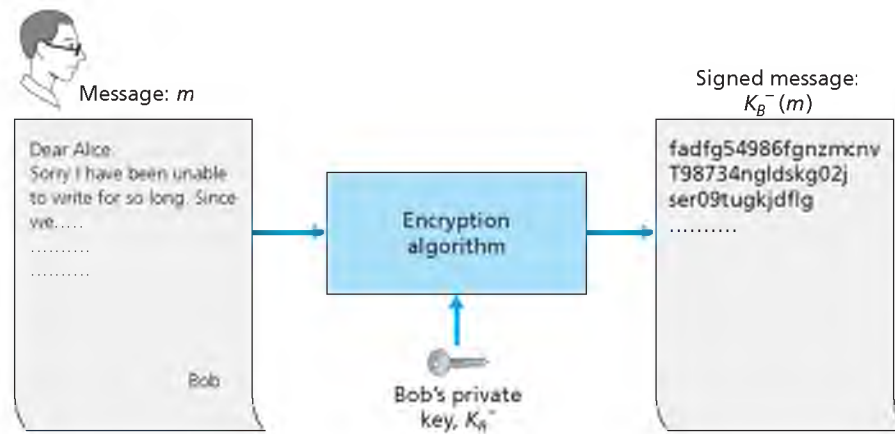 Message: m
Dear Alice:
Sorry I have been unable
to write for so long. Since
we.....
..........
..........
Bob
Encryption
algorithm
Bob's private
key, K_B⁻
Signed message:
K_B⁻ (m)
fadfg54986fgnzmcnv
T98734ngldskg02j
ser09tugkjdflg
..........